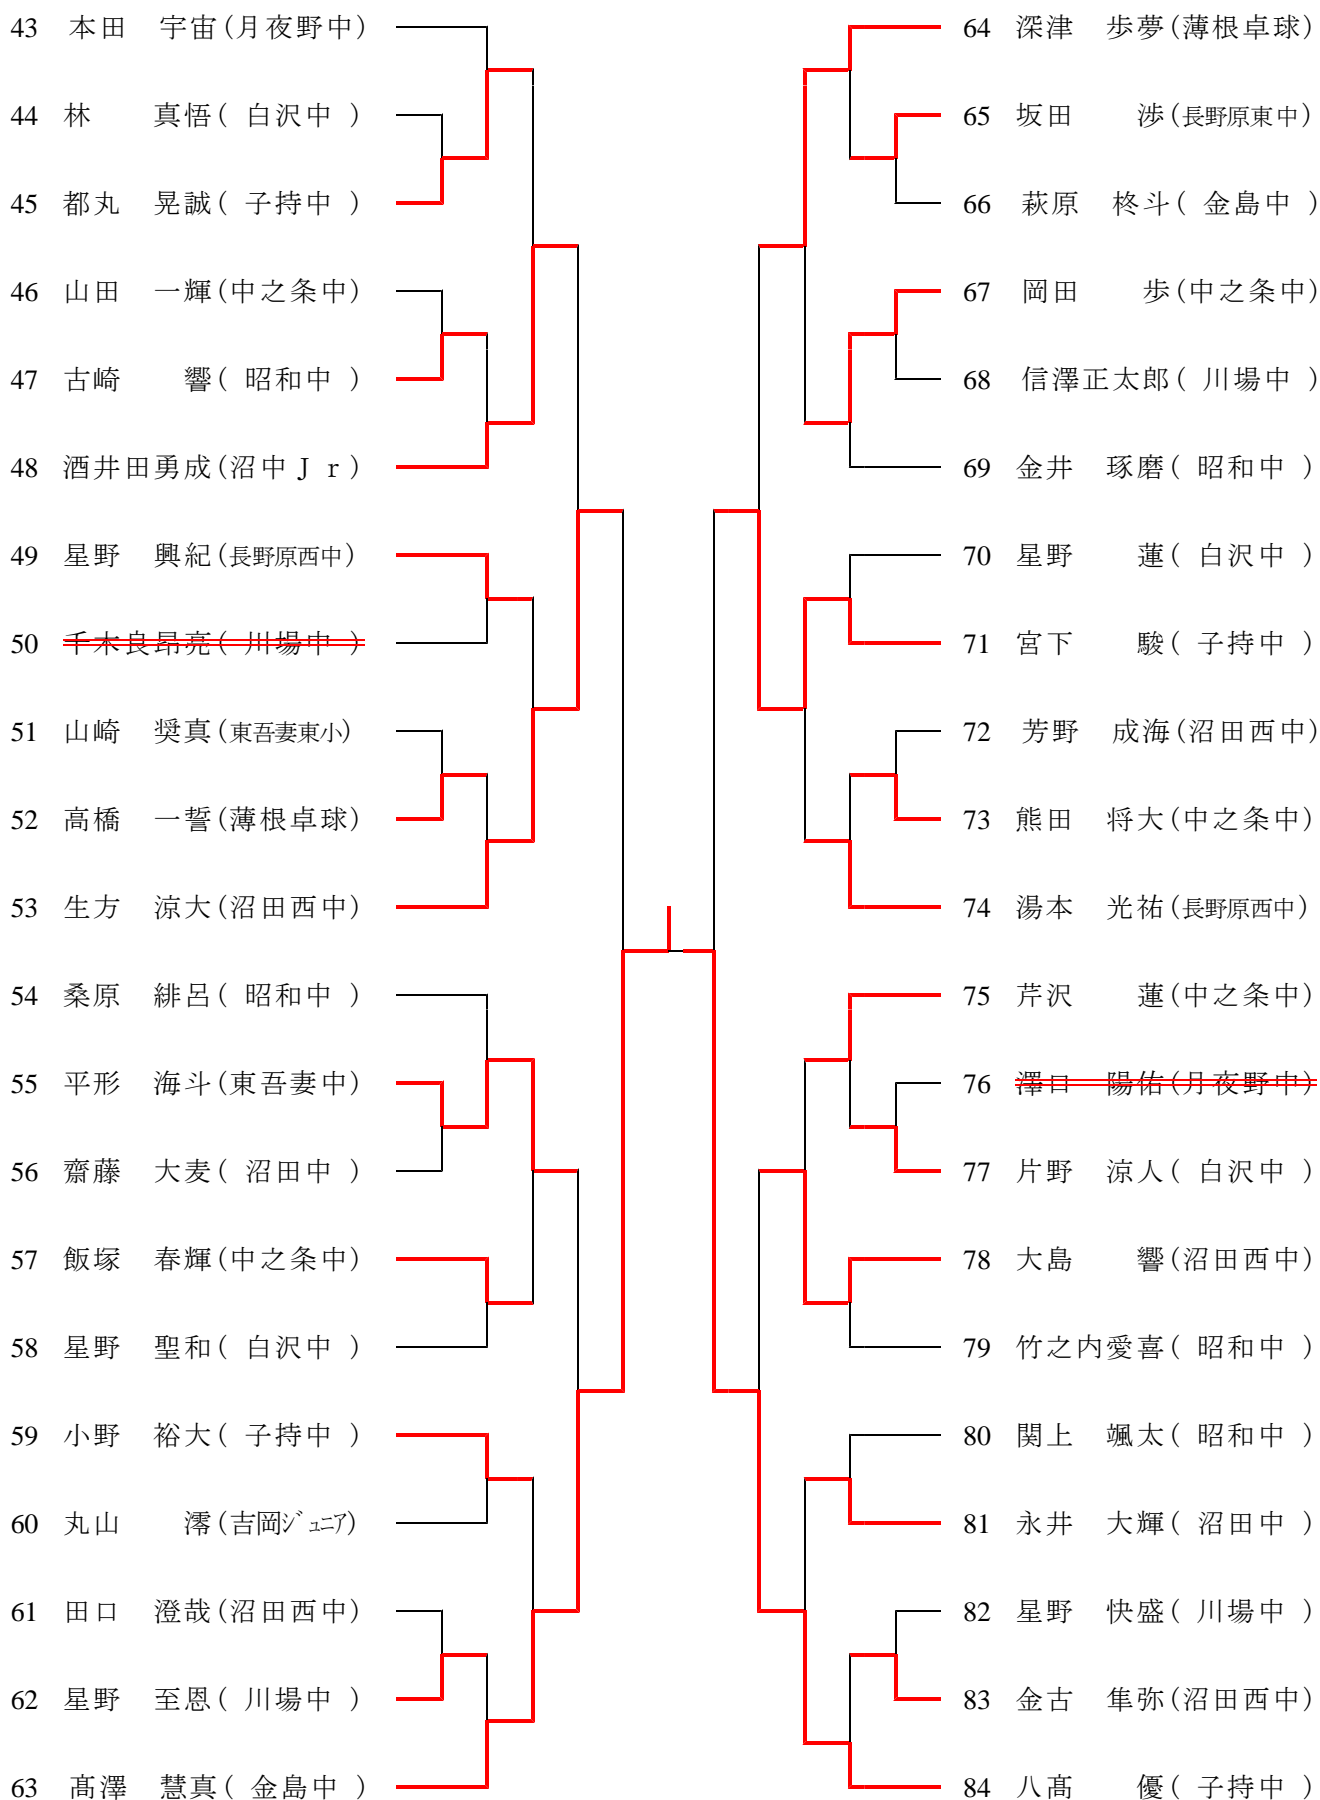 43 本田　宇宙(月夜野中)
44 林　　真悟( 白沢中 )
45 都丸　晃誠( 子持中 )
46 山田　一輝(中之条中)
47 古崎　　響( 昭和中 )
48 酒井田勇成(沼中Ｊｒ)
49 星野　興紀(長野原西中)
50 千木良昂亮( 川場中 )
51 山崎　奨真(東吾妻東小)
52 高橋　一誓(薄根卓球)
53 生方　涼大(沼田西中)
54 桑原　緋呂( 昭和中 )
55 平形　海斗(東吾妻中)
56 齋藤　大麦( 沼田中 )
57 飯塚　春輝(中之条中)
58 星野　聖和( 白沢中 )
59 小野　裕大( 子持中 )
60 丸山　　澪(吉岡ｼﾞｭﾆｱ)
61 田口　澄哉(沼田西中)
62 星野　至恩( 川場中 )
63 髙澤　慧真( 金島中 )
64 深津　歩夢(薄根卓球)
65 坂田　　渉(長野原東中)
66 萩原　柊斗( 金島中 )
67 岡田　　歩(中之条中)
68 信澤正太郎( 川場中 )
69 金井　琢磨( 昭和中 )
70 星野　　蓮( 白沢中 )
71 宮下　　駿( 子持中 )
72 芳野　成海(沼田西中)
73 熊田　将大(中之条中)
74 湯本　光祐(長野原西中)
75 芹沢　　蓮(中之条中)
76 澤口　陽佑(月夜野中)
77 片野　涼人( 白沢中 )
78 大島　　響(沼田西中)
79 竹之内愛喜( 昭和中 )
80 関上　颯太( 昭和中 )
81 永井　大輝( 沼田中 )
82 星野　快盛( 川場中 )
83 金古　隼弥(沼田西中)
84 八髙　　優( 子持中 )